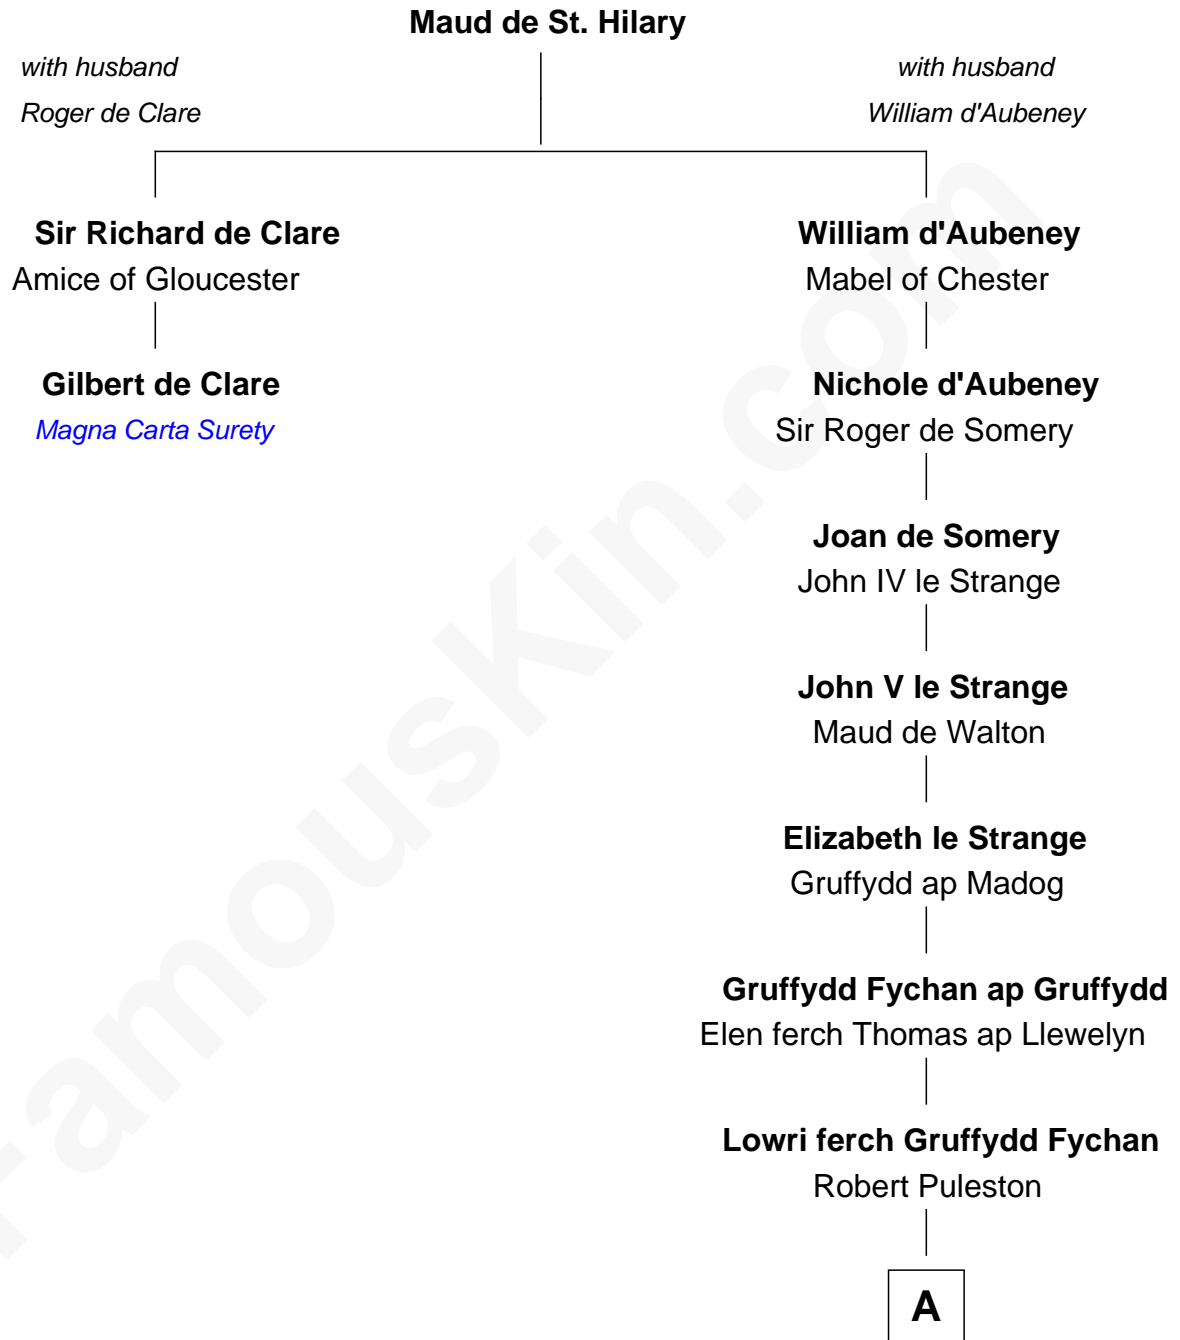 Maud de St. Hilary
with husband
Roger de Clare
with husband
William d'Aubeney
Sir Richard de Clare
Amice of Gloucester
Gilbert de Clare
Magna Carta Surety
William d'Aubeney
Mabel of Chester
Nichole d'Aubeney
Sir Roger de Somery
Joan de Somery
John IV le Strange
John V le Strange
Maud de Walton
Elizabeth le Strange
Gruffydd ap Madog
Gruffydd Fychan ap Gruffydd
Elen ferch Thomas ap Llewelyn
Lowri ferch Gruffydd Fychan
Robert Puleston
A
FamousKin.com